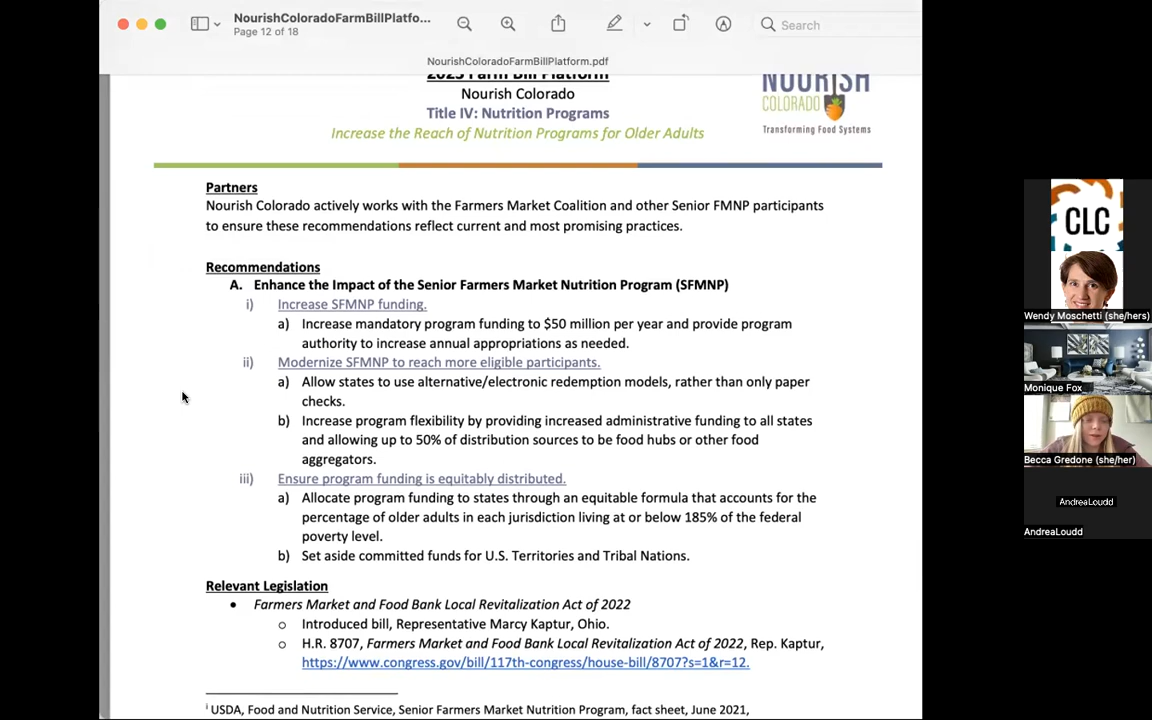 NourishColoradoFarmBillPlatfo...
Page 12 of 18
Search
NourishColoradoFarmBillPlatform.pdf
2023 Farm Bill Platform
Nourish Colorado
Title IV: Nutrition Programs
Increase the Reach of Nutrition Programs for Older Adults
NOURISH
COLORADO
Transforming Food Systems
Partners
Nourish Colorado actively works with the Farmers Market Coalition and other Senior FMNP participants
to ensure these recommendations reflect current and most promising practices.
Recommendations
A. Enhance the Impact of the Senior Farmers Market Nutrition Program (SFMNP)
i) Increase SFMNP funding.
a) Increase mandatory program funding to $50 million per year and provide program
authority to increase annual appropriations as needed.
ii) Modernize SFMNP to reach more eligible participants.
a) Allow states to use alternative/electronic redemption models, rather than only paper
checks.
b) Increase program flexibility by providing increased administrative funding to all states
and allowing up to 50% of distribution sources to be food hubs or other food
aggregators.
iii) Ensure program funding is equitably distributed.
a) Allocate program funding to states through an equitable formula that accounts for the
percentage of older adults in each jurisdiction living at or below 185% of the federal
poverty level.
b) Set aside committed funds for U.S. Territories and Tribal Nations.
Relevant Legislation
• Farmers Market and Food Bank Local Revitalization Act of 2022
o Introduced bill, Representative Marcy Kaptur, Ohio.
o H.R. 8707, Farmers Market and Food Bank Local Revitalization Act of 2022, Rep. Kaptur,
https://www.congress.gov/bill/117th-congress/house-bill/8707?s=1&r=12.
i USDA, Food and Nutrition Service, Senior Farmers Market Nutrition Program, fact sheet, June 2021,
CLC
Wendy Moschetti (she/hers)
Monique Fox
Becca Gredone (she/her)
AndreaLoudd
AndreaLoudd